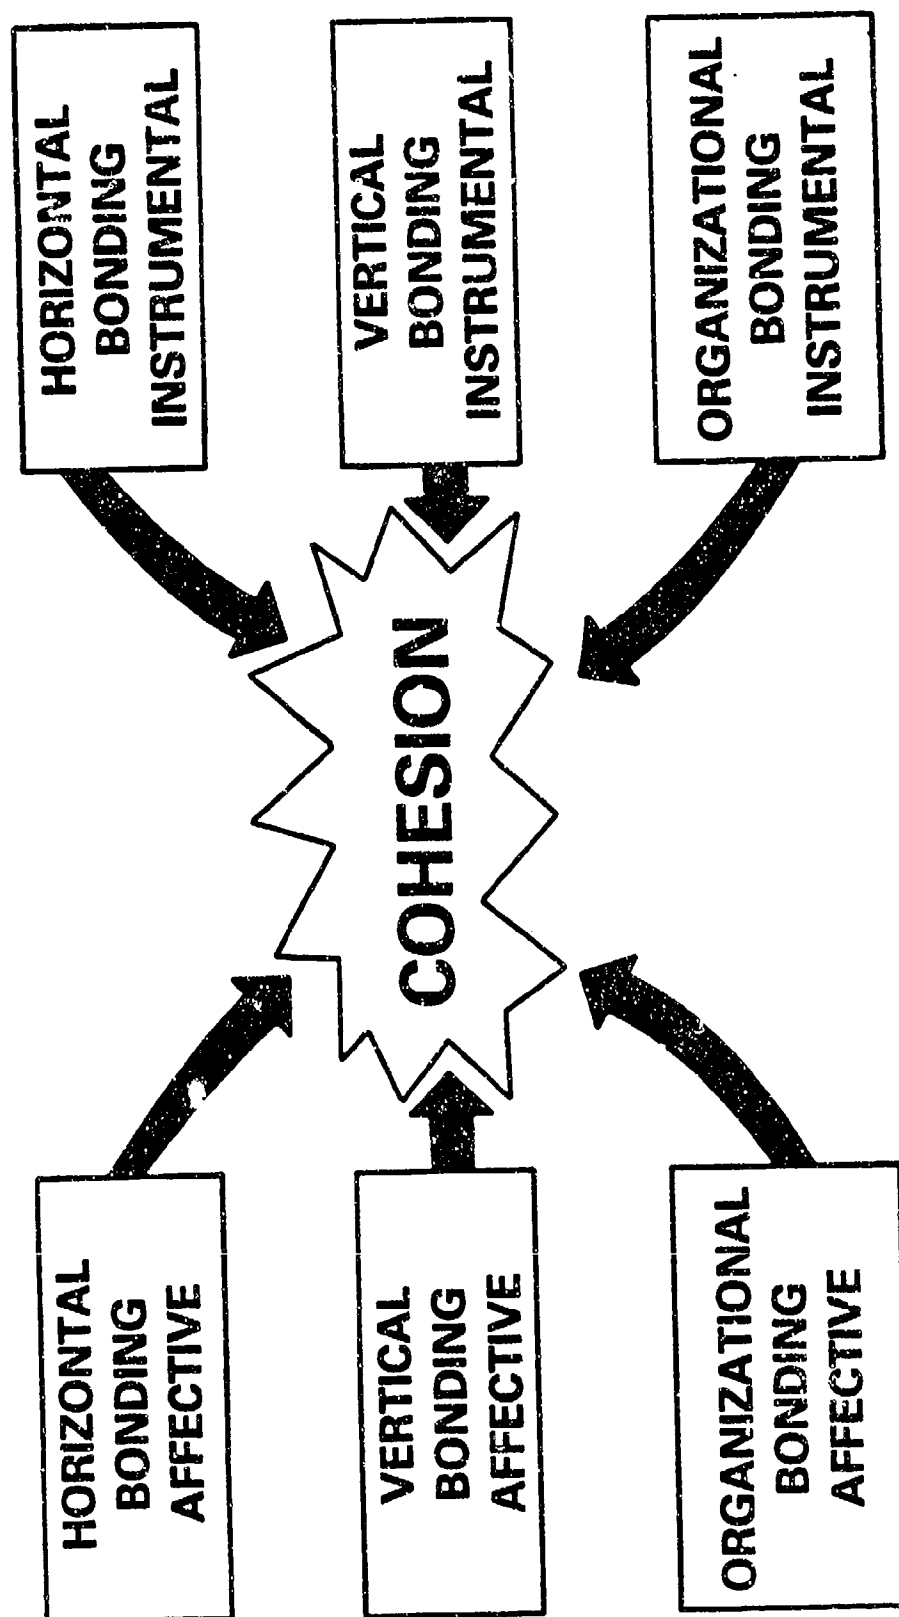 HORIZONTAL
BONDING
AFFECTIVE
VERTICAL
BONDING
AFFECTIVE
ORGANIZATIONAL
BONDING
AFFECTIVE
COHESION
HORIZONTAL
BONDING
INSTRUMENTAL
VERTICAL
BONDING
INSTRUMENTAL
ORGANIZATIONAL
BONDING
INSTRUMENTAL